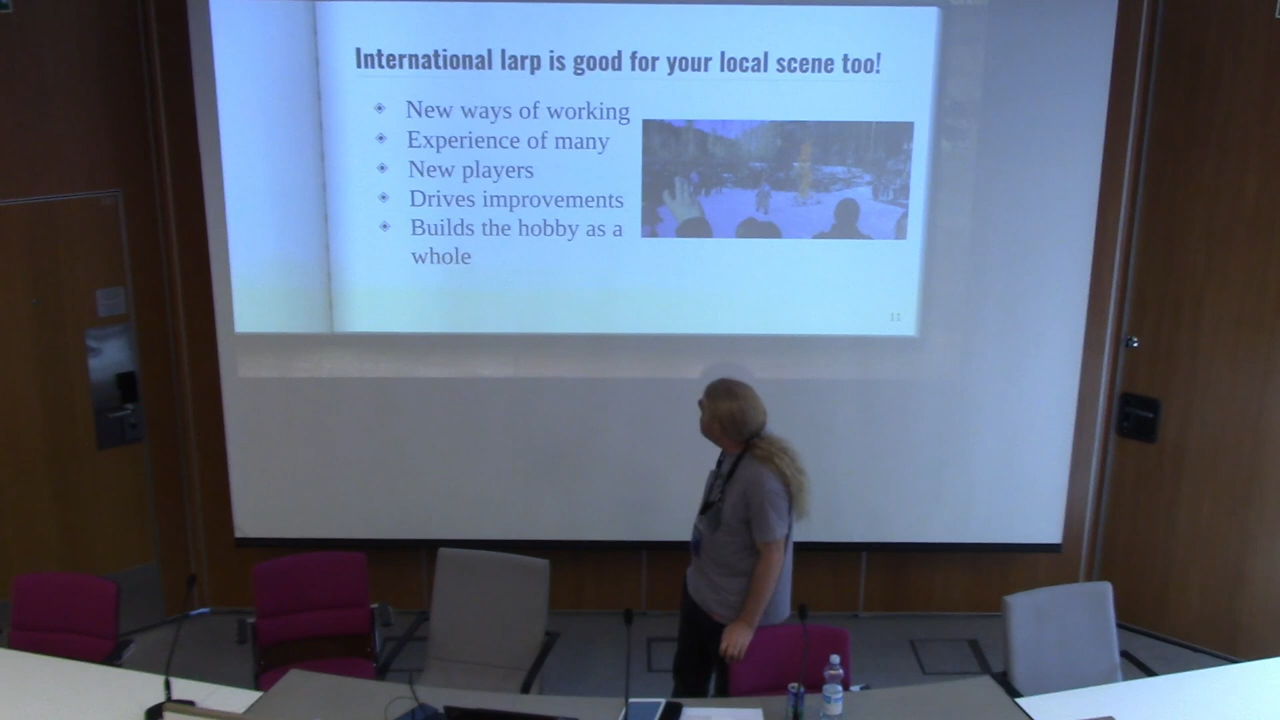 International larp is good for your local scene too!
New ways of working
Experience of many
New players
Drives improvements
Builds the hobby as a
whole
11